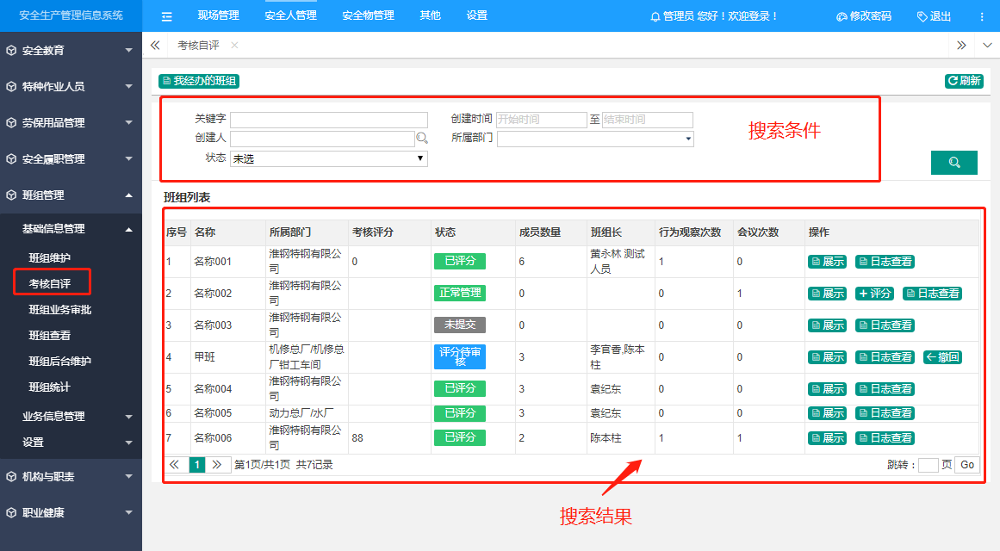 安全生产管理信息系统
现场管理 安全人管理 安全物管理 其他 设置
管理员 您好！欢迎登录！
修改密码 退出
安全教育
特种作业人员
劳保用品管理
安全履职管理
班组管理
基础信息管理
班组维护
考核自评
班组业务审批
班组查看
班组后台维护
班组统计
业务信息管理
设置
机构与职责
职业健康
考核自评
我经办的班组
刷新
关键字 创建时间 开始时间 至 结束时间
创建人 所属部门
状态 未选
搜索条件
班组列表
序号 名称 所属部门 考核评分 状态 成员数量 班组长 行为观察次数 会议次数 操作
1 名称001 淮钢特钢有限公司 0 已评分 6 黄永林 测试人员 1 0 展示 日志查看
2 名称002 淮钢特钢有限公司 正常管理 0 0 1 展示 评分 日志查看
3 名称003 淮钢特钢有限公司 未提交 0 0 0 展示 日志查看
4 甲班 机修总厂/机修总厂钳工车间 评分待审核 3 李官香,陈本柱 0 0 展示 日志查看 撤回
5 名称004 淮钢特钢有限公司 已评分 3 袁纪东 0 0 展示 日志查看
6 名称005 动力总厂/水厂 已评分 3 袁纪东 0 0 展示 日志查看
7 名称006 淮钢特钢有限公司 88 已评分 2 陈本柱 1 1 展示 日志查看
1 第1页/共1页 共7记录
跳转： 页 Go
搜索结果